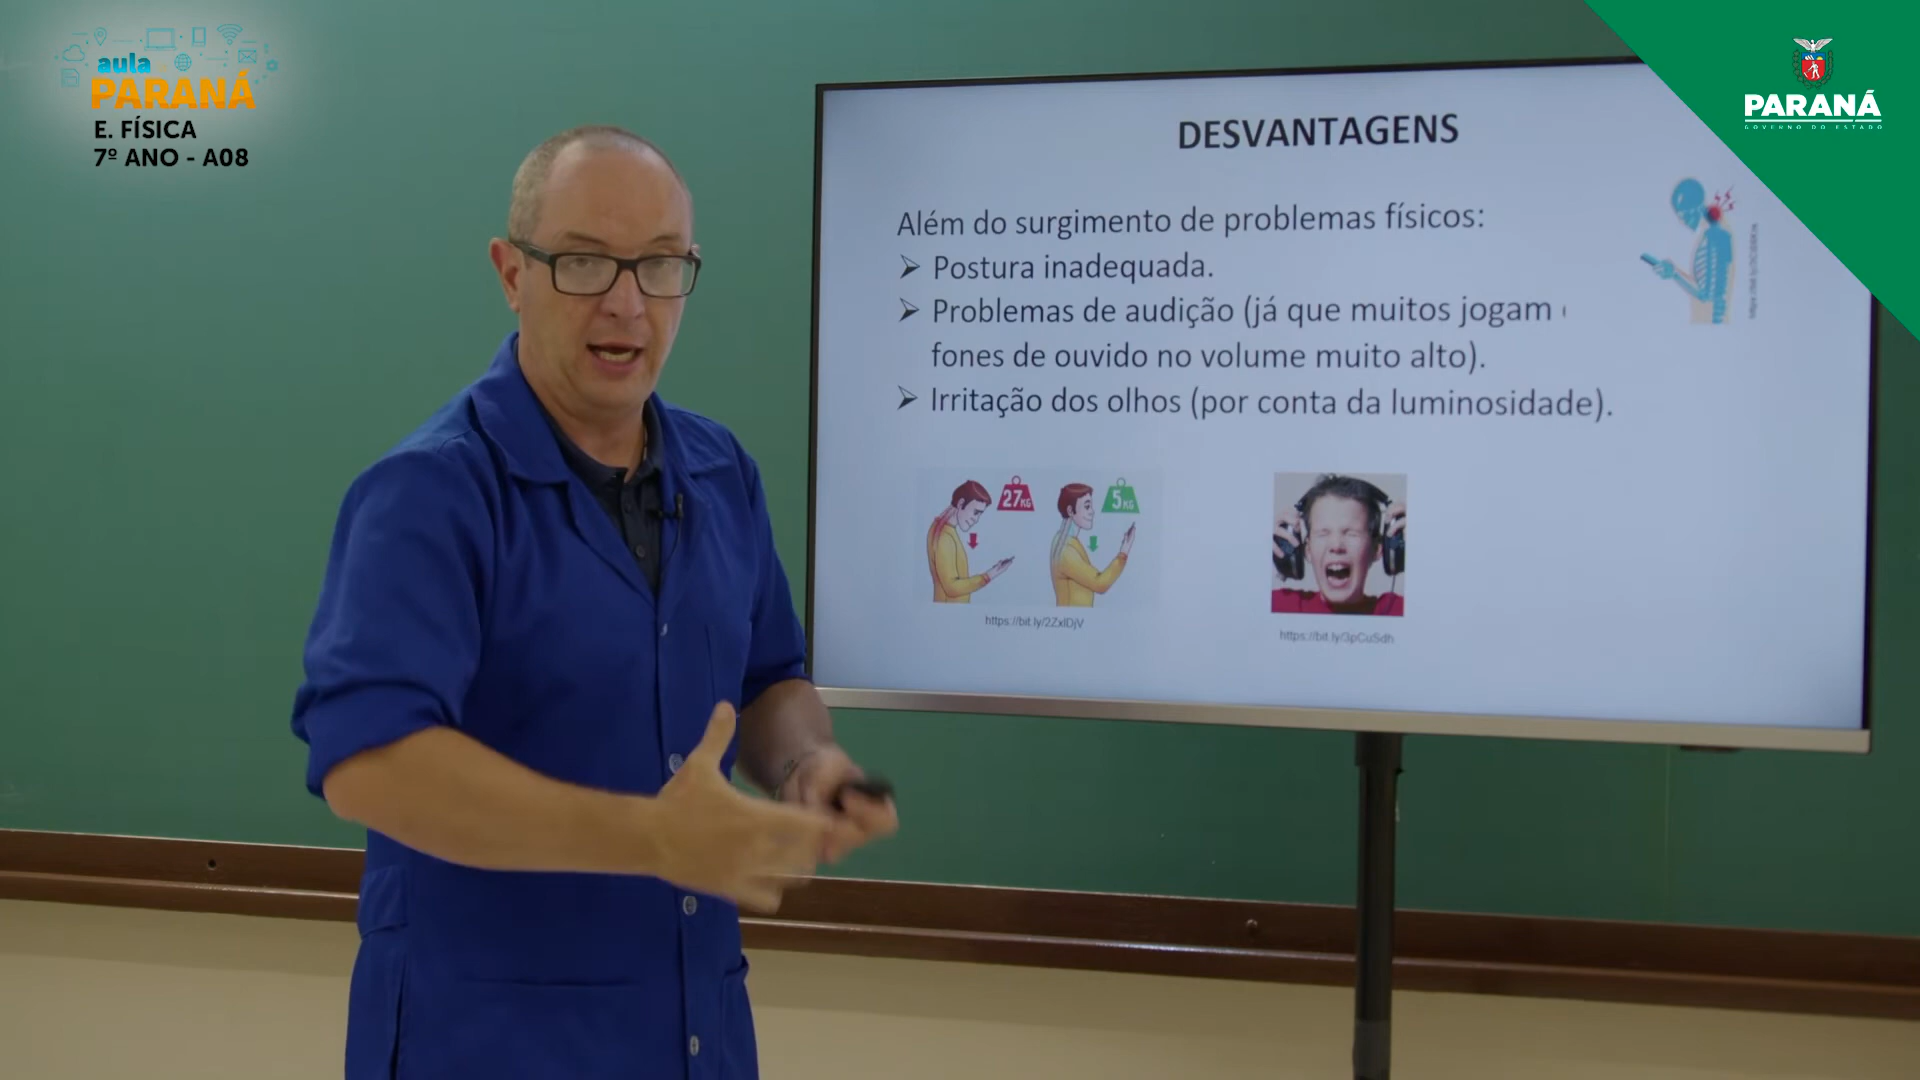 aula
PARANÁ
E. FÍSICA
7º ANO - A08
PARANÁ
GOVERNO DO ESTADO
DESVANTAGENS
Além do surgimento de problemas físicos:
➢ Postura inadequada.
➢ Problemas de audição (já que muitos jogam
fones de ouvido no volume muito alto).
➢ Irritação dos olhos (por conta da luminosidade).
27KG
5KG
https://bit.ly/2ZxIDjV
https://bit.ly/3pCuSdh